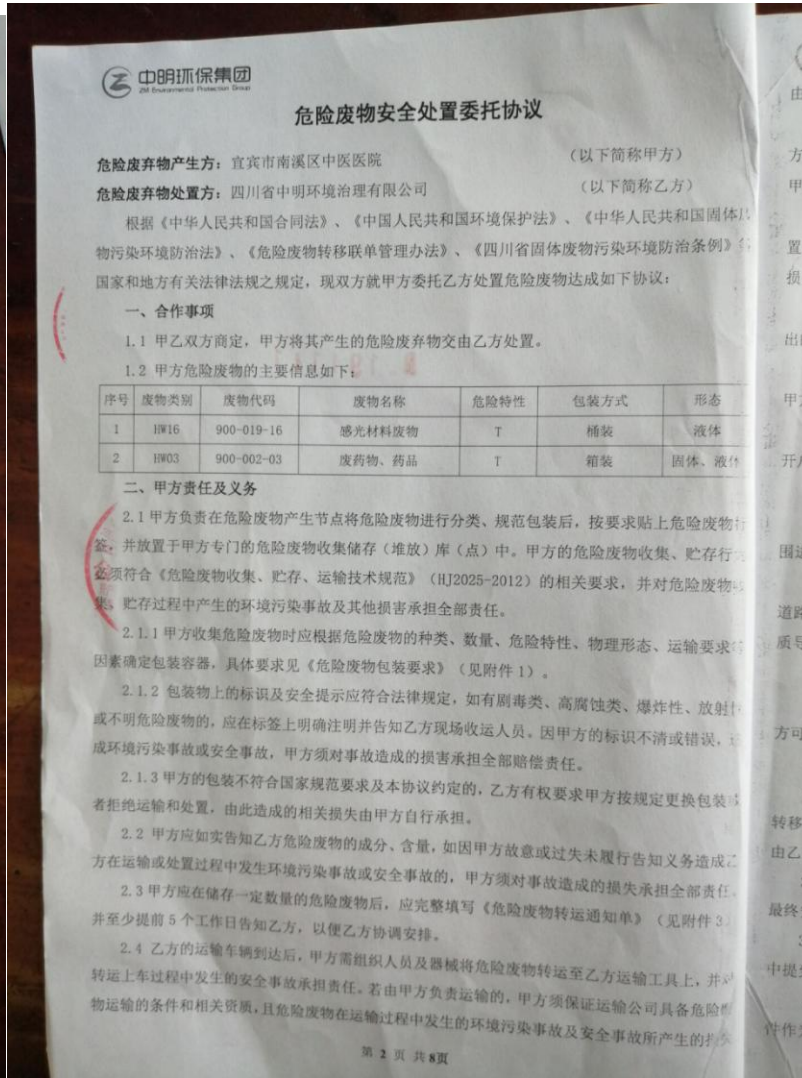 中明环保集团
ZM Environmental Protection Group
危险废物安全处置委托协议
危险废弃物产生方：宜宾市南溪区中医医院 （以下简称甲方）
危险废弃物处置方：四川省中明环境治理有限公司 （以下简称乙方）
根据《中华人民共和国合同法》、《中国人民共和国环境保护法》、《中华人民共和国固体
物污染环境防治法》、《危险废物转移联单管理办法》、《四川省固体废物污染环境防治条例》等
国家和地方有关法律法规之规定，现双方就甲方委托乙方处置危险废物达成如下协议：
一、合作事项
1.1 甲乙双方商定，甲方将其产生的危险废弃物交由乙方处置。
1.2 甲方危险废物的主要信息如下：
序号 废物类别 废物代码 废物名称 危险特性 包装方式 形态
1 HW16 900-019-16 感光材料废物 T 桶装 液体
2 HW03 900-002-03 废药物、药品 T 箱装 固体、液体
二、甲方责任及义务
2.1 甲方负责在危险废物产生节点将危险废物进行分类、规范包装后，按要求贴上危险废物
签，并放置于甲方专门的危险废物收集储存（堆放）库（点）中。甲方的危险废物收集、贮存行
必须符合《危险废物收集、贮存、运输技术规范》（HJ2025-2012）的相关要求，并对危险废物
集、贮存过程中产生的环境污染事故及其他损害承担全部责任。
2.1.1 甲方收集危险废物时应根据危险废物的种类、数量、危险特性、物理形态、运输要求等
因素确定包装容器，具体要求见《危险废物包装要求》（见附件 1）。
2.1.2 包装物上的标识及安全提示应符合法律规定，如有剧毒类、高腐蚀类、爆炸性、放射
或不明危险废物的，应在标签上明确注明并告知乙方现场收运人员。因甲方的标识不清或错误，
成环境污染事故或安全事故，甲方须对事故造成的损害承担全部赔偿责任。
2.1.3 甲方的包装不符合国家规范要求及本协议约定的，乙方有权要求甲方按规定更换包装
者拒绝运输和处置，由此造成的相关损失由甲方自行承担。
2.2 甲方应如实告知乙方危险废物的成分、含量，如因甲方故意或过失未履行告知义务造成乙
方在运输或处置过程中发生环境污染事故或安全事故的，甲方须对事故造成的损失承担全部责任。
2.3 甲方应在储存一定数量的危险废物后，应完整填写《危险废物转运通知单》（见附件 3
并至少提前 5 个工作日告知乙方，以便乙方协调安排。
2.4 乙方的运输车辆到达后，甲方需组织人员及器械将危险废物转运至乙方运输工具上，并对
转运上车过程中发生的安全事故承担责任。若由甲方负责运输的，甲方须保证运输公司具备危险
物运输的条件和相关资质，且危险废物在运输过程中发生的环境污染事故及安全事故所产生的
第 2 页 共 8页